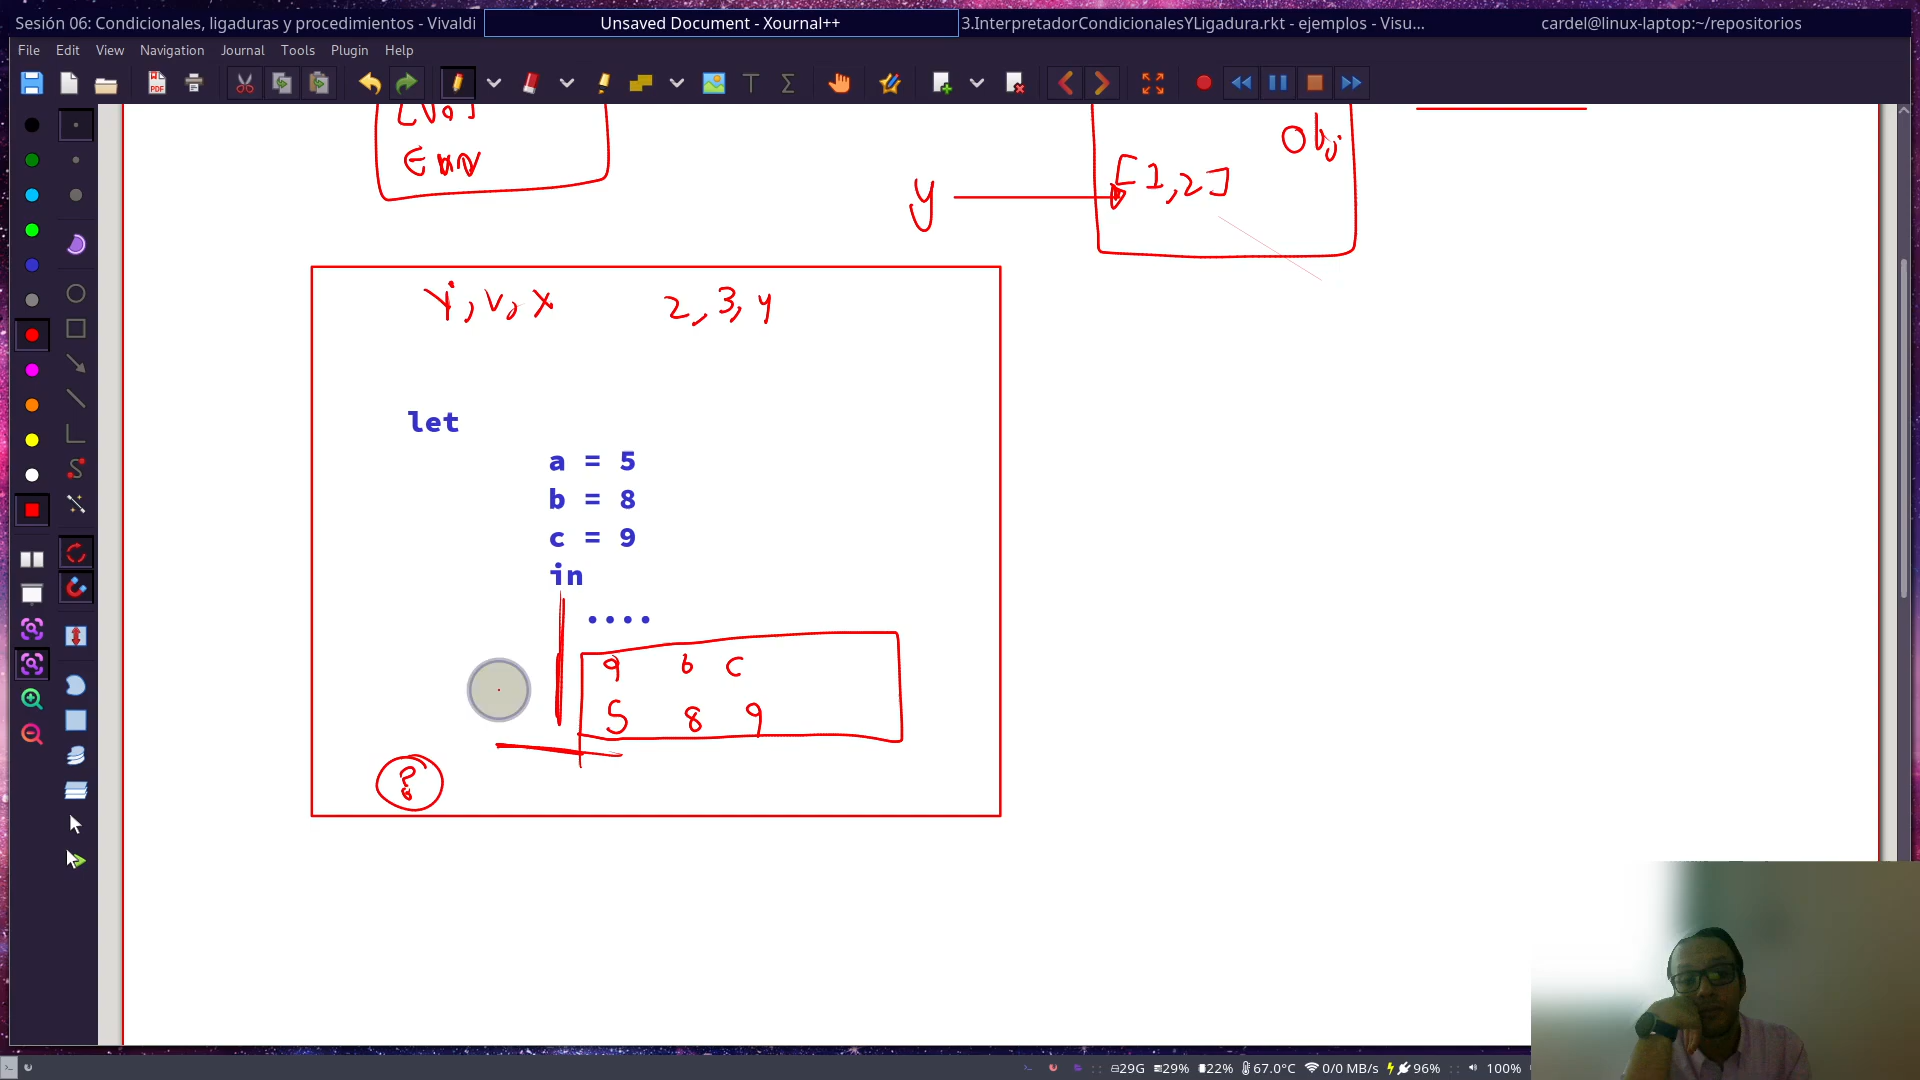 Sesión 06: Condicionales, ligaduras y procedimientos - Vivaldi
Unsaved Document - Xournal++
3.InterpretadorCondicionalesYLigadura.rkt - ejemplos - Visu...
cardel@linux-laptop:~/repositorios
File Edit View Navigation Journal Tools Plugin Help
Obj
[1,2]
y
2, 3, y
let
a = 5
b = 8
c = 9
in
....
a b c
5 8 9
?
29G 29% 22% 67.0°C 0/0 MB/s 96% 100%